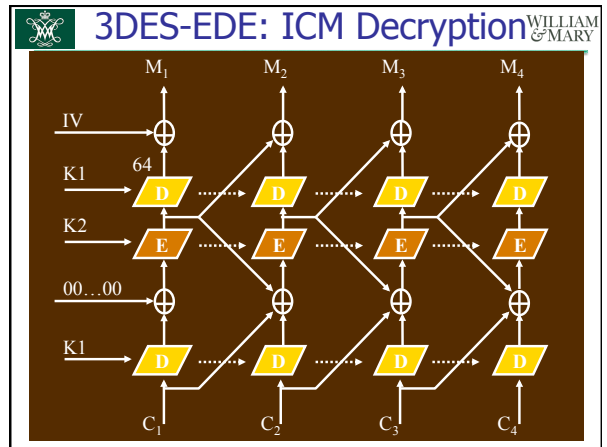 3DES-EDE: ICM Decryption
WILLIAM
& MARY
M1 M2 M3 M4
IV
64
K1
D D D D
K2
E E E E
00...00
K1
D D D D
C1 C2 C3 C4